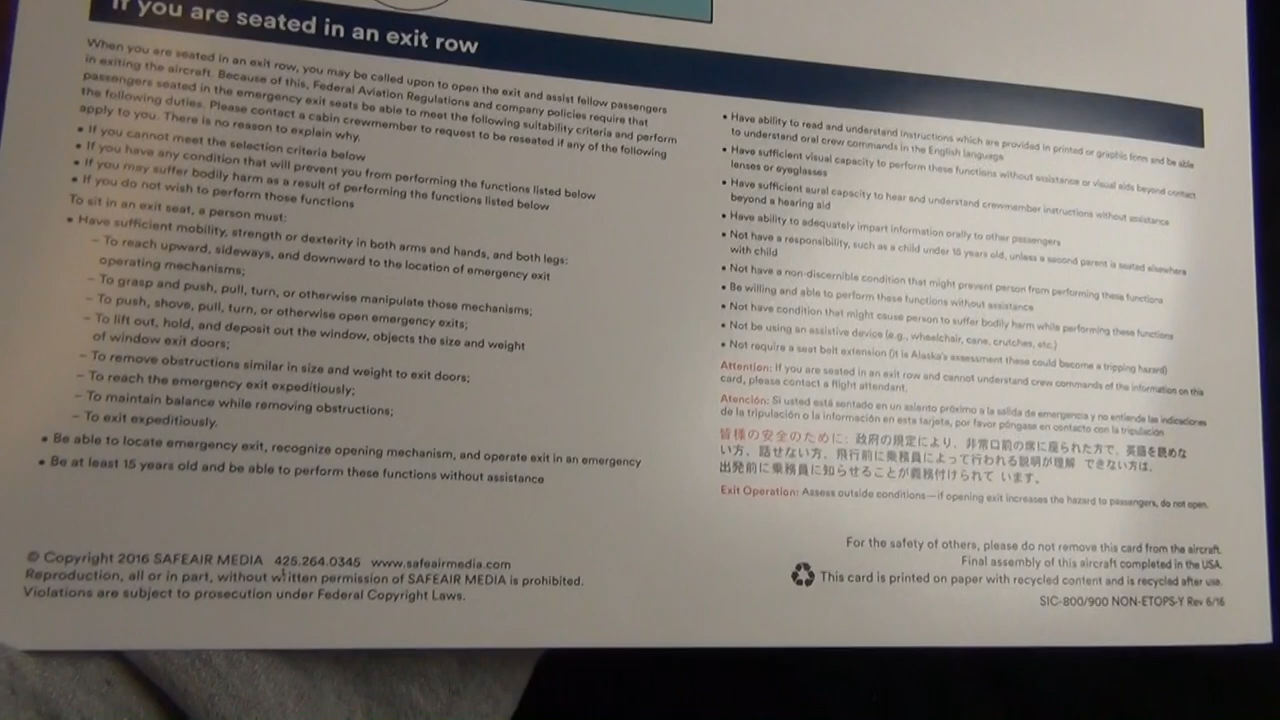 If you are seated in an exit row
When you are seated in an exit row, you may be called upon to open the exit and assist fellow passengers
in exiting the aircraft. Because of this, Federal Aviation Regulations and company policies require that
passengers seated in the emergency exit seats be able to meet the following suitability criteria and perform
the following duties. Please contact a cabin crewmember to request to be reseated if any of the following
apply to you. There is no reason to explain why.
• If you cannot meet the selection criteria below
• If you have any condition that will prevent you from performing the functions listed below
• If you may suffer bodily harm as a result of performing the functions listed below
• If you do not wish to perform those functions
To sit in an exit seat, a person must:
• Have sufficient mobility, strength or dexterity in both arms and hands, and both legs:
– To reach upward, sideways, and downward to the location of emergency exit
operating mechanisms;
– To grasp and push, pull, turn, or otherwise manipulate those mechanisms;
– To push, shove, pull, turn, or otherwise open emergency exits;
– To lift out, hold, and deposit out the window, objects the size and weight
of window exit doors;
– To remove obstructions similar in size and weight to exit doors;
– To reach the emergency exit expeditiously;
– To maintain balance while removing obstructions;
– To exit expeditiously.
• Be able to locate emergency exit, recognize opening mechanism, and operate exit in an emergency
• Be at least 15 years old and be able to perform these functions without assistance
• Have ability to read and understand instructions which are provided in printed or graphic form and be able
to understand oral crew commands in the English language
• Have sufficient visual capacity to perform these functions without assistance or visual aids beyond contact
lenses or eyeglasses
• Have sufficient aural capacity to hear and understand crewmember instructions without assistance
beyond a hearing aid
• Have ability to adequately impart information orally to other passengers
• Not have a responsibility, such as a child under 15 years old, unless a second parent is seated elsewhere
with child
• Not have a non-discernible condition that might prevent person from performing these functions
• Be willing and able to perform these functions without assistance
• Not have condition that might cause person to suffer bodily harm while performing these functions
• Not be using an assistive device (e.g., wheelchair, cane, crutches, etc.)
• Not require a seat belt extension (it is Alaska's assessment these could become a tripping hazard)
Attention: If you are seated in an exit row and cannot understand crew commands of the information on this
card, please contact a flight attendant.
Atención: Si usted está sentado en un asiento próximo a la salida de emergencia y no entiende las indicaciones
de la tripulación o la información en esta tarjeta, por favor póngase en contacto con la tripulación
皆様の安全のために: 政府の規定により、非常口前の席に座られた方で、英語を読めな
い方、話せない方、飛行前に乗務員によって行われる説明が理解 できない方は、
出発前に乗務員に知らせることが義務付けられて います。
Exit Operation: Assess outside conditions—if opening exit increases the hazard to passengers, do not open.
© Copyright 2016 SAFEAIR MEDIA 425.264.0345 www.safeairmedia.com
Reproduction, all or in part, without written permission of SAFEAIR MEDIA is prohibited.
Violations are subject to prosecution under Federal Copyright Laws.
For the safety of others, please do not remove this card from the aircraft.
Final assembly of this aircraft completed in the USA.
This card is printed on paper with recycled content and is recycled after use.
SIC-800/900 NON-ETOPS-Y Rev 6/16